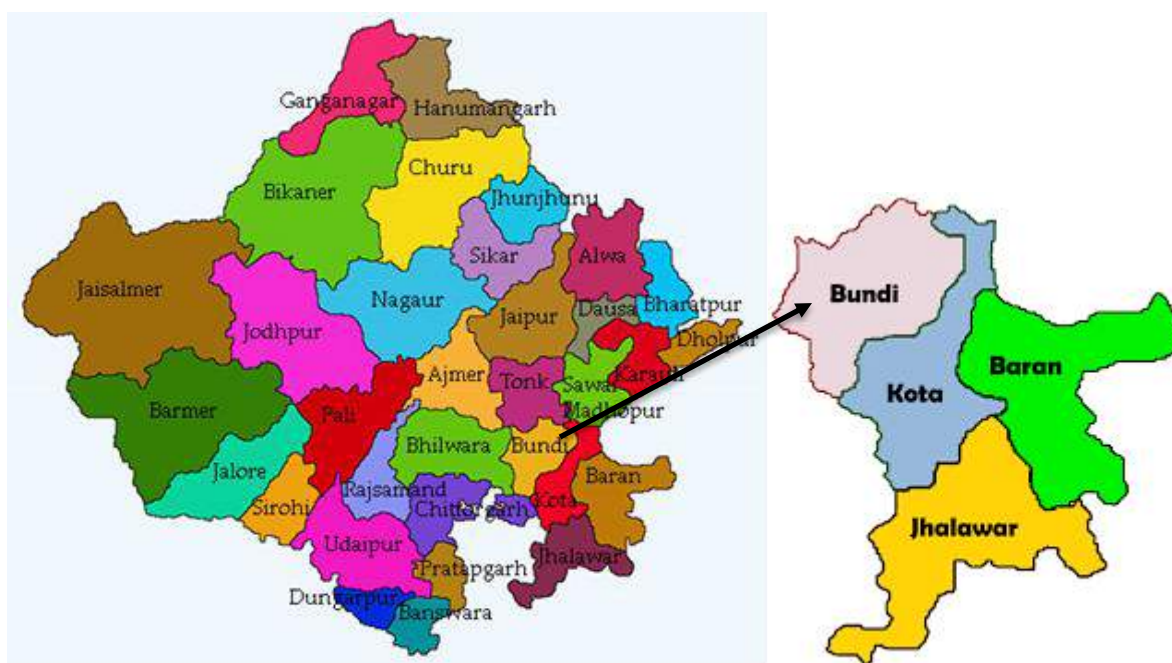 Ganganagar
Hanumangarh
Churu
Bikaner
Jhunjhunu
Sikar
Alwa
Jaisalmer
Nagaur
Jaipur
Dausa
Bharatpur
Jodhpur
Dholpur
Ajmer
Tonk
Sawai
Madhopur
Karauli
Barmer
Pali
Bhilwara
Bundi
Jalore
Baran
Rajsamand
Chittorgarh
Kota
Sirohi
Udaipur
Jhalawar
Pratapgarh
Dungarpur
Banswara
Bundi
Baran
Kota
Jhalawar